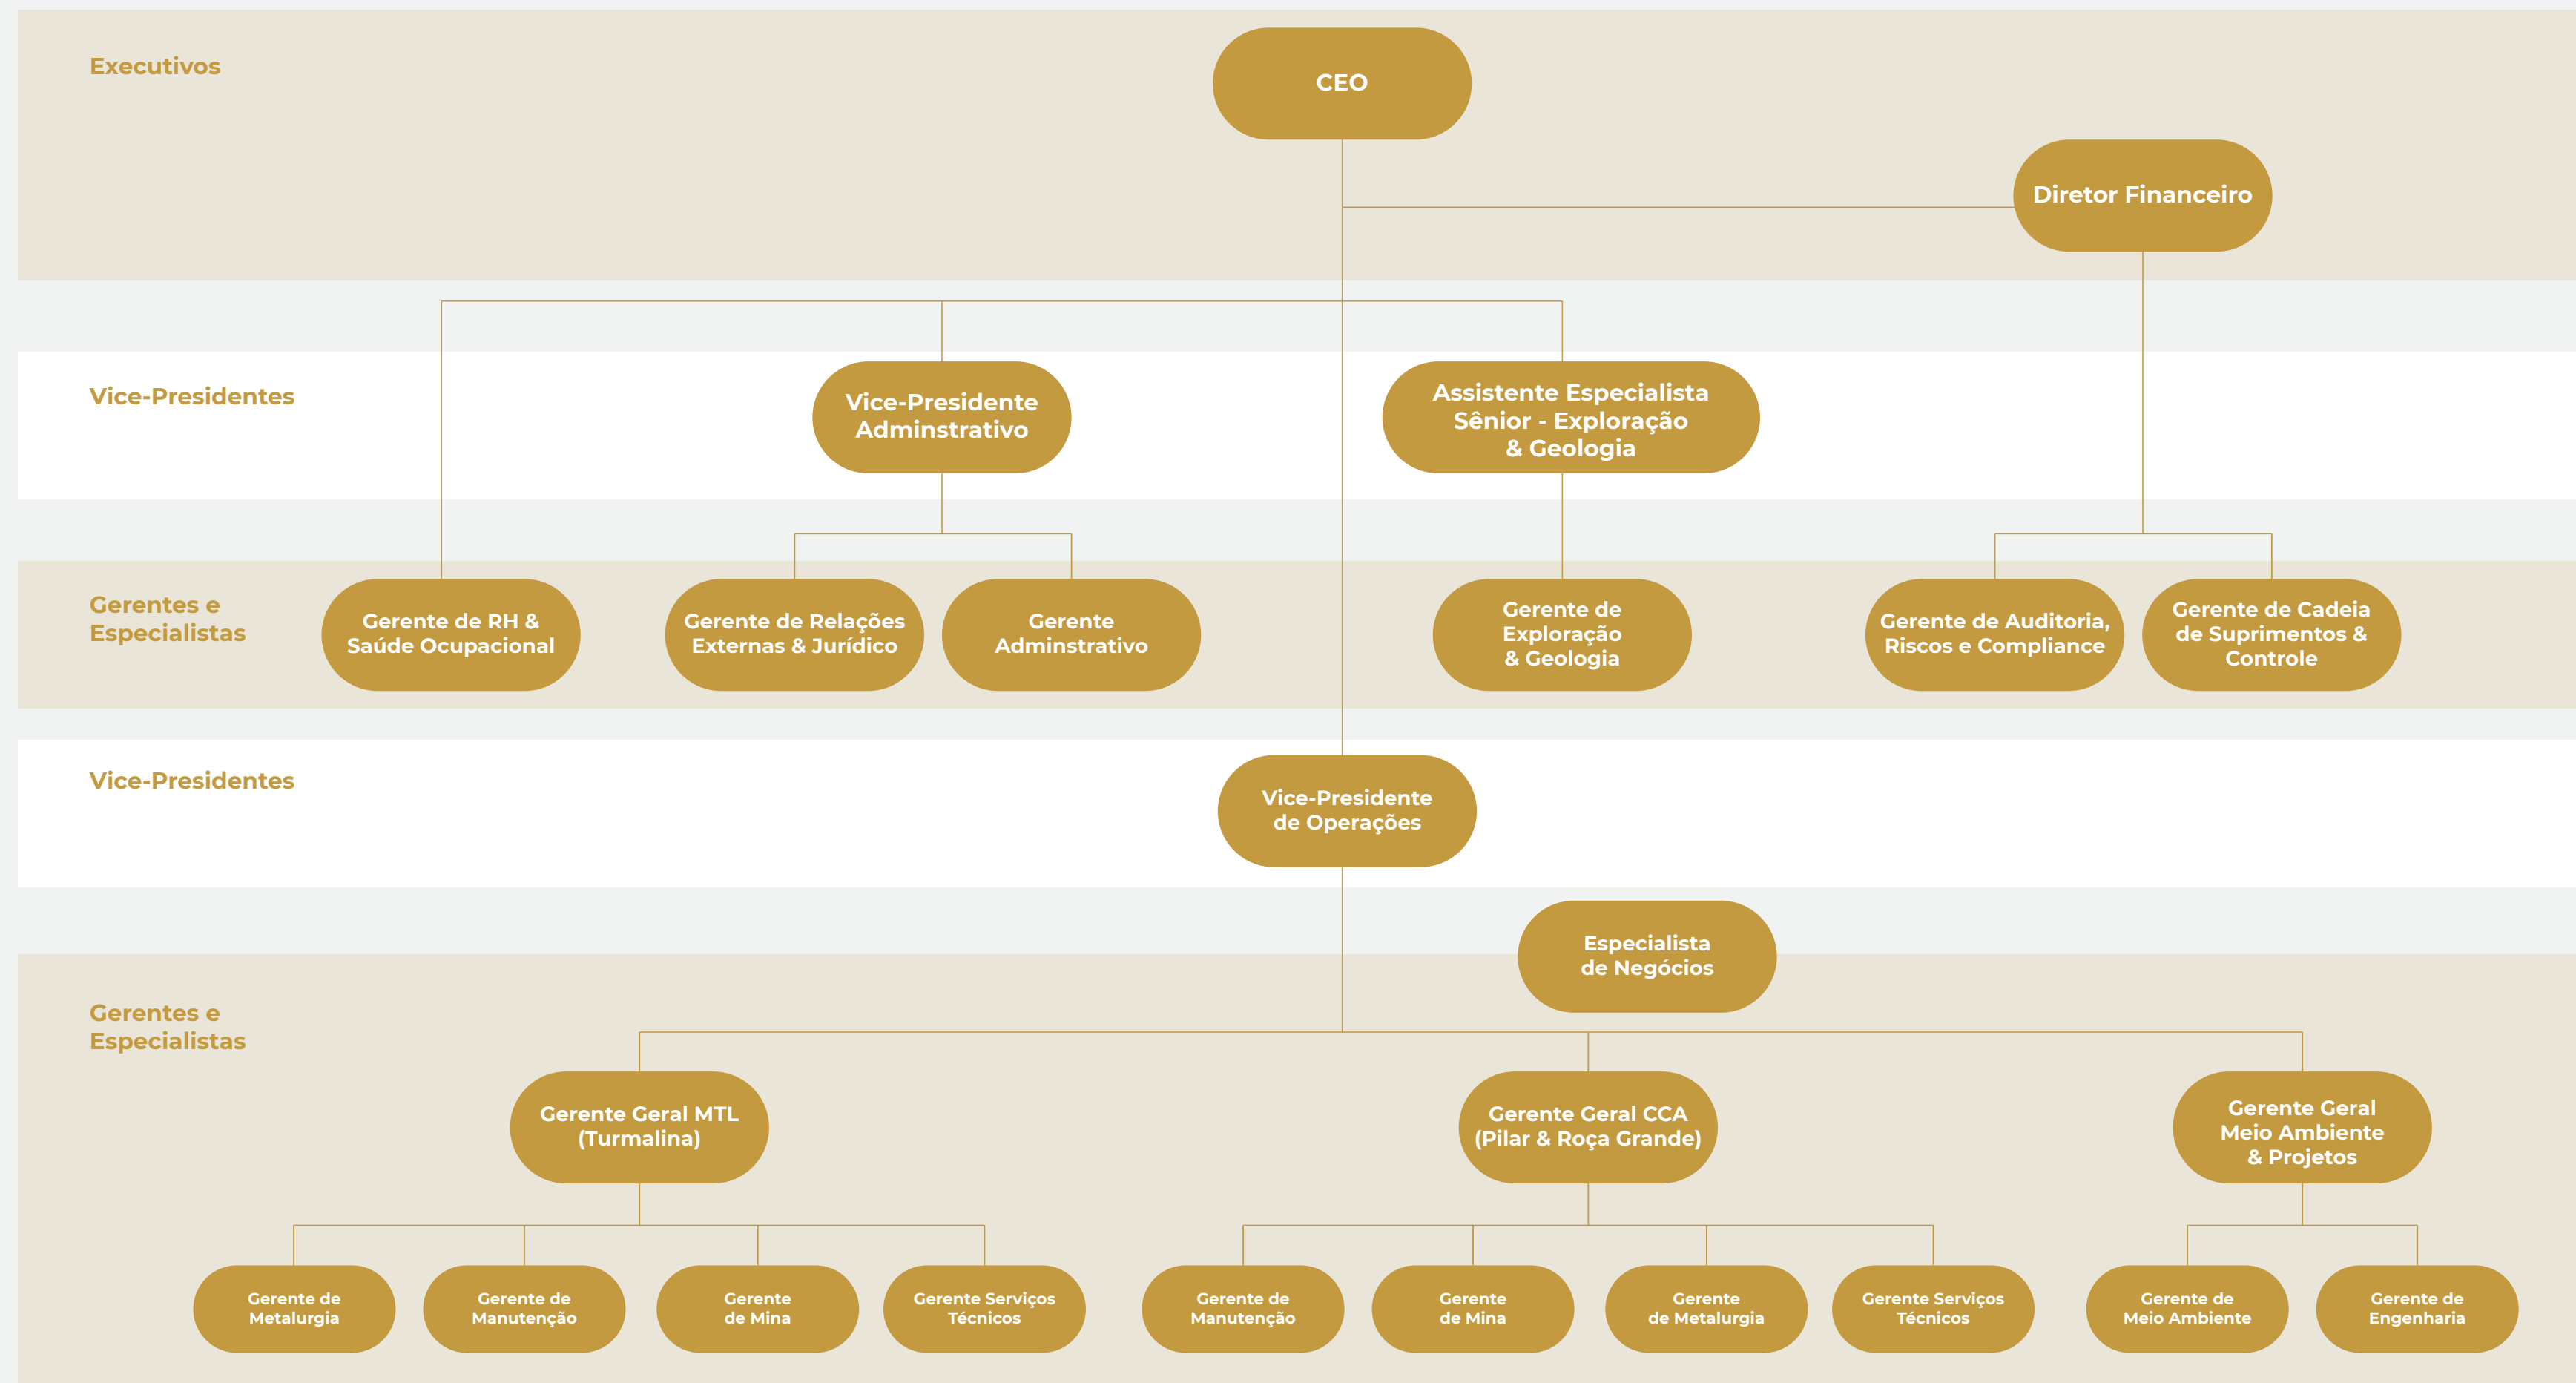 Executivos
CEO
Diretor Financeiro
Vice-Presidentes
Vice-Presidente
Adminstrativo
Assistente Especialista
Sênior - Exploração
& Geologia
Gerentes e
Especialistas
Gerente de RH &
Saúde Ocupacional
Gerente de Relações
Externas & Jurídico
Gerente
Adminstrativo
Gerente de
Exploração
& Geologia
Gerente de Auditoria,
Riscos e Compliance
Gerente de Cadeia
de Suprimentos &
Controle
Vice-Presidentes
Vice-Presidente
de Operações
Especialista
de Negócios
Gerentes e
Especialistas
Gerente Geral MTL
(Turmalina)
Gerente Geral CCA
(Pilar & Roça Grande)
Gerente Geral
Meio Ambiente
& Projetos
Gerente de
Metalurgia
Gerente de
Manutenção
Gerente
de Mina
Gerente Serviços
Técnicos
Gerente de
Manutenção
Gerente
de Mina
Gerente
de Metalurgia
Gerente Serviços
Técnicos
Gerente de
Meio Ambiente
Gerente de
Engenharia